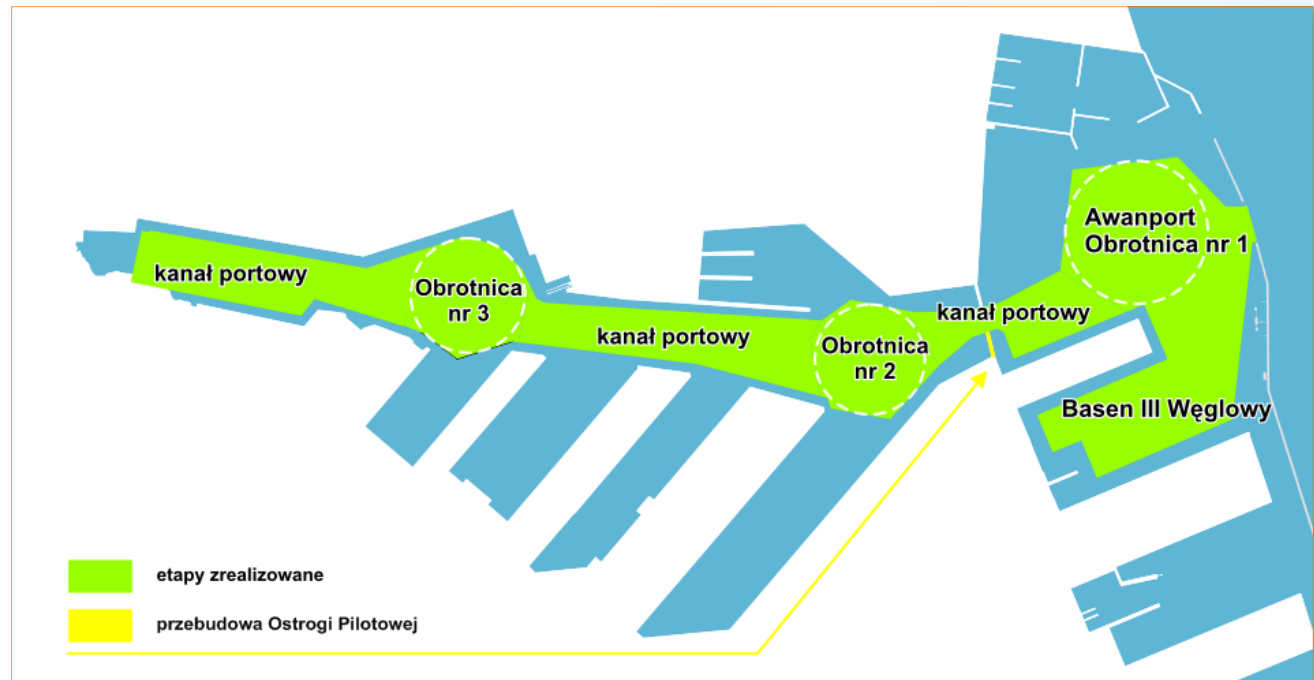 Awanport
Obrotnica nr 1
kanał portowy
Obrotnica
nr 3
kanał portowy
kanał portowy
Obrotnica
nr 2
Basen III Węglowy
etapy zrealizowane
przebudowa Ostrogi Pilotowej